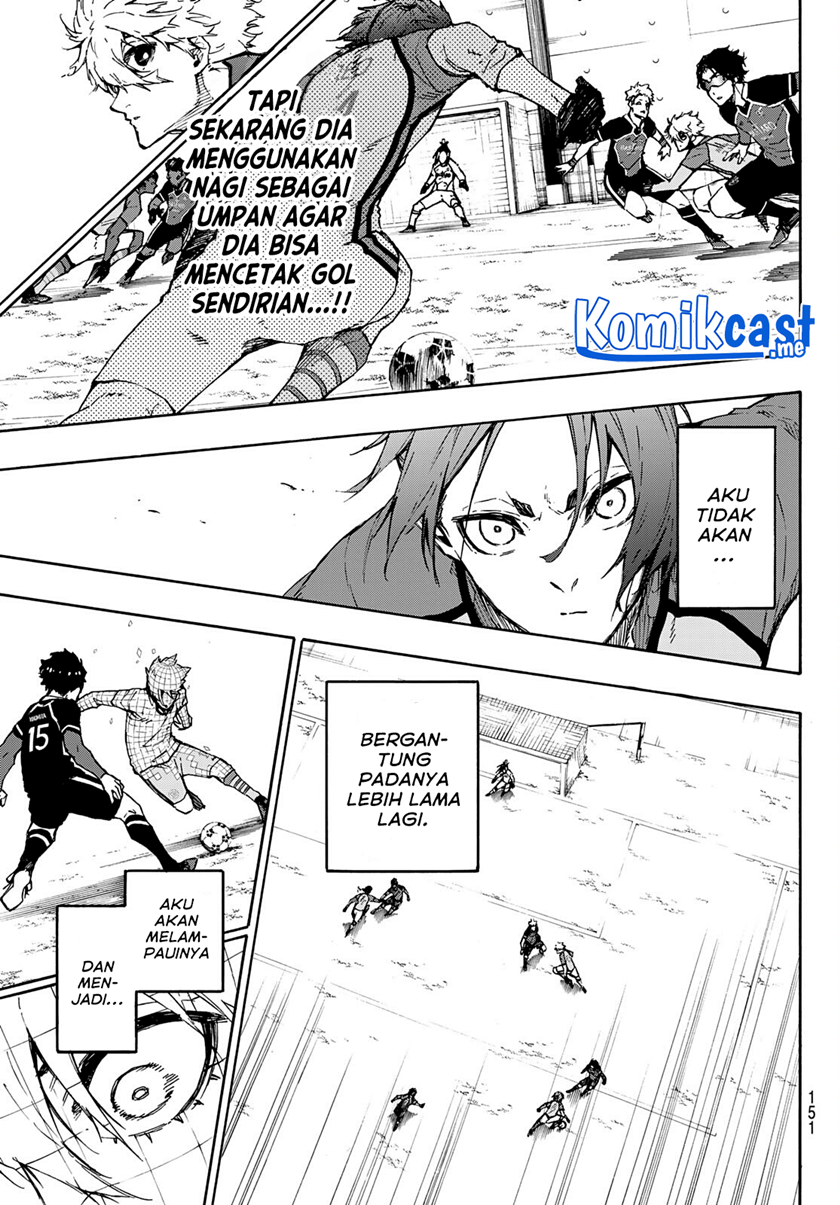 TAPI
SEKARANG DIA
MENGGUNAKAN
NAGI SEBAGAI
UMPAN AGAR
DIA BISA
MENCETAK GOL
SENDIRIAN...!!
Komikcast
.me
AKU
TIDAK
AKAN
...
BERGAN-
TUNG
PADANYA
LEBIH LAMA
LAGI.
15
AKU
AKAN
MELAM-
PAUINYA
DAN
MEN-
JADI...
151